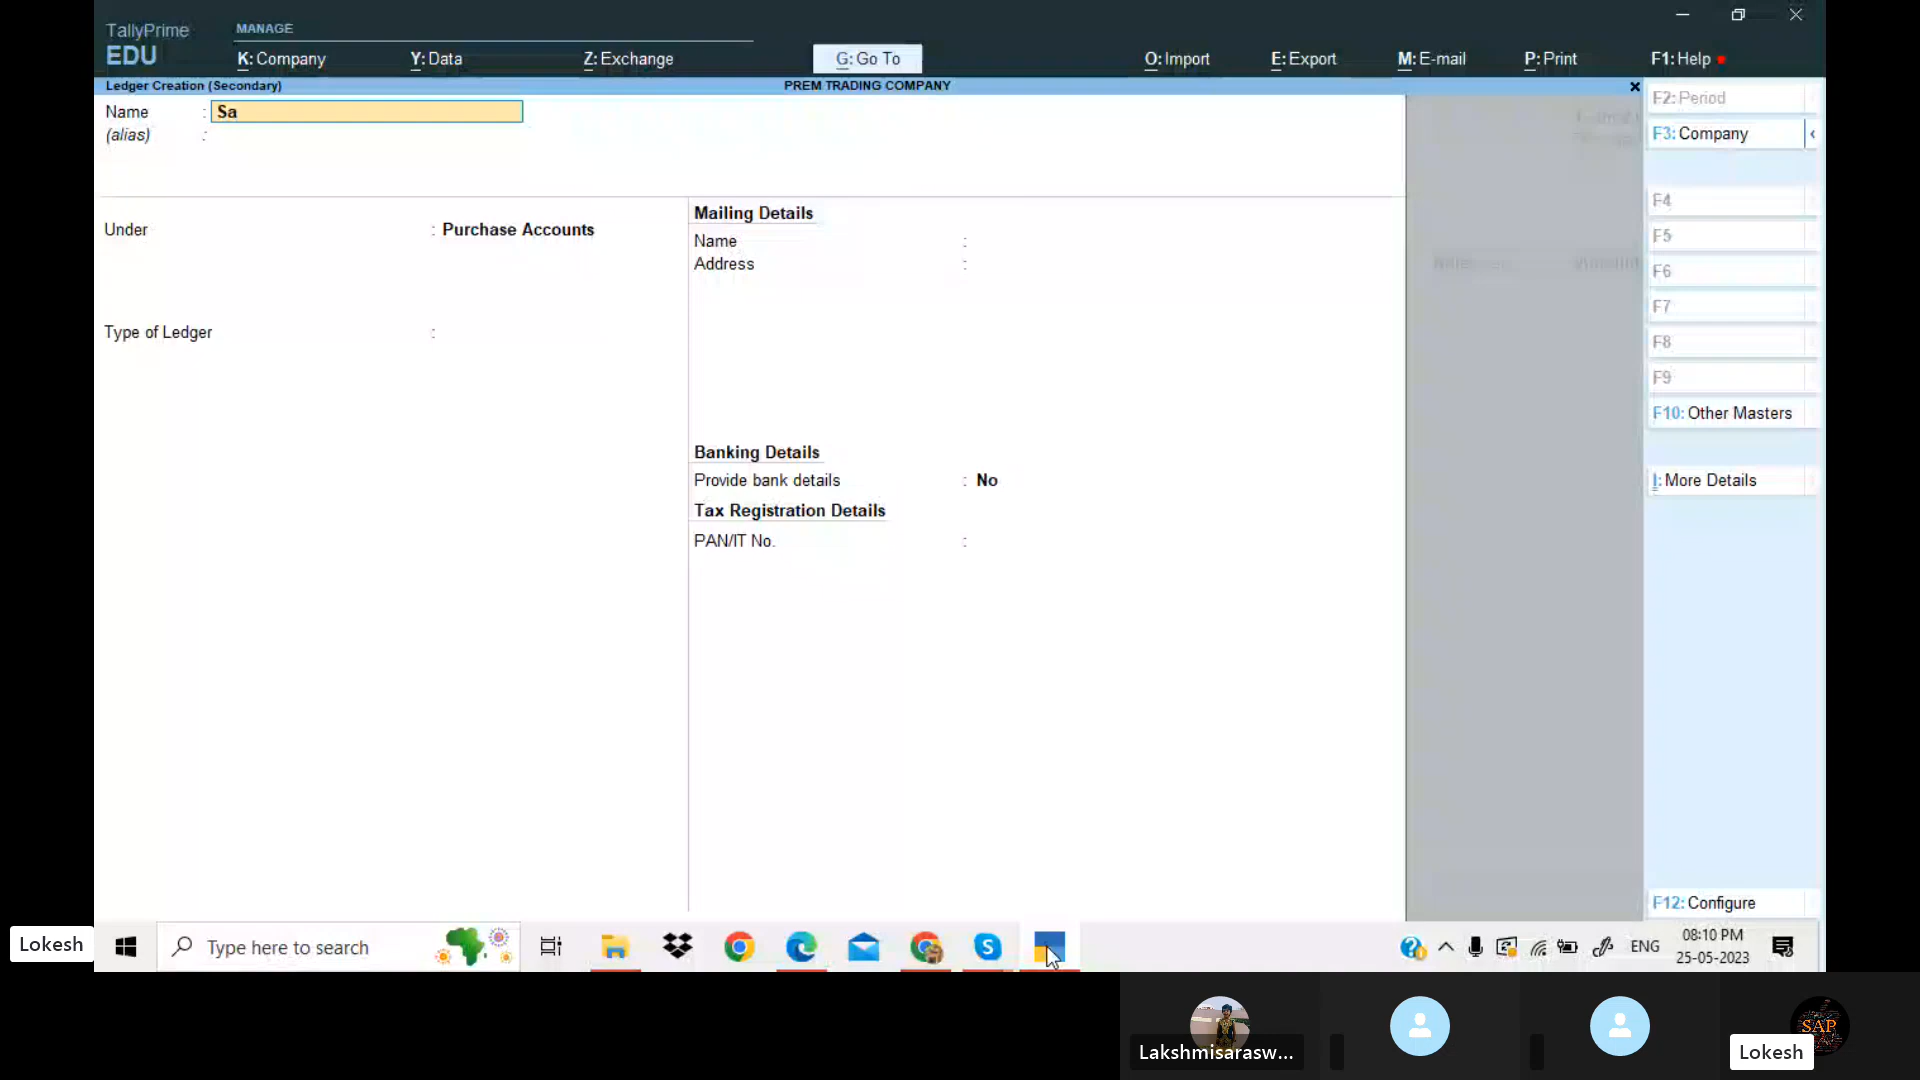 TallyPrime
EDU
MANAGE
K: Company
Y: Data
Z: Exchange
G: Go To
O: Import
E: Export
M: E-mail
P: Print
F1: Help
Ledger Creation (Secondary)
PREM TRADING COMPANY
Name : Sa
(alias) :
Under : Purchase Accounts
Type of Ledger :
Mailing Details
Name :
Address :
Banking Details
Provide bank details : No
Tax Registration Details
PAN/IT No. :
F2: Period
F3: Company
F4
F5
F6
F7
F8
F9
F10: Other Masters
I: More Details
F12: Configure
Lokesh
Type here to search
ENG
08:10 PM
25-05-2023
Lakshmisarasw...
SAP
Lokesh